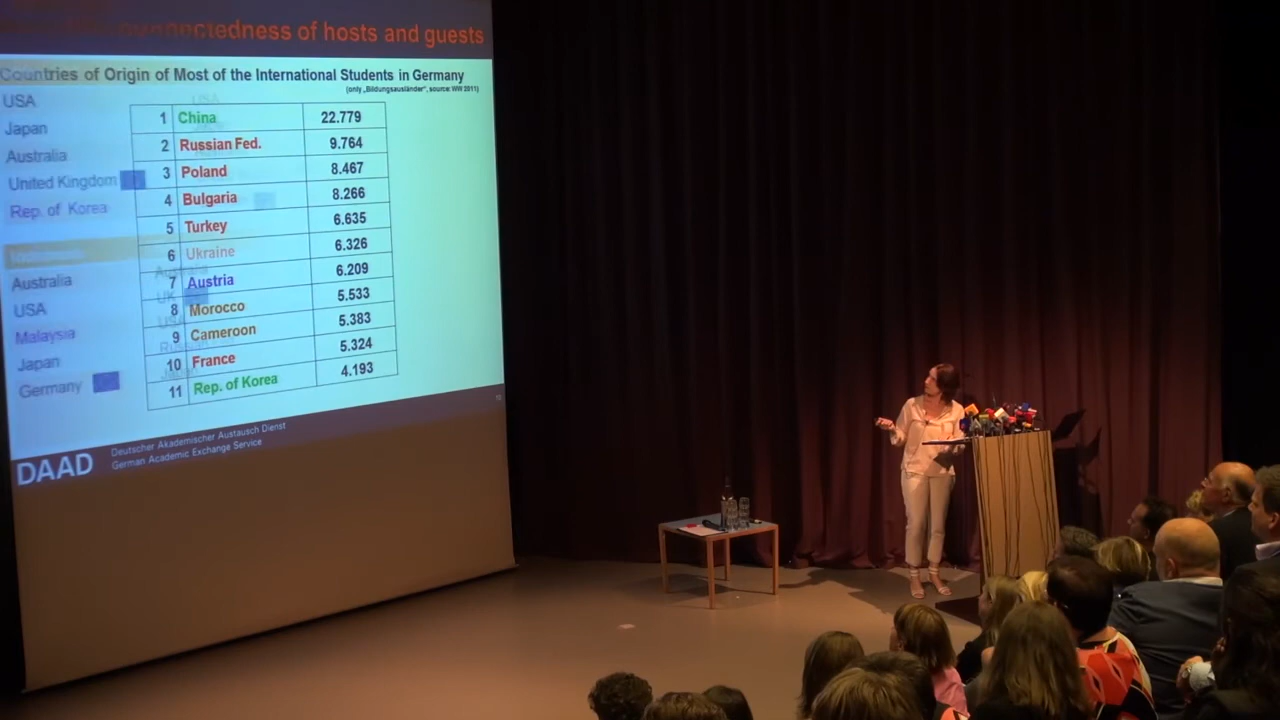 ctedness of hosts and guests
Countries of Origin of Most of the International Students in Germany
(only „Bildungsausländer", source: WW 2011)
USA
Japan
Australia
United Kingdom
Rep. of Korea
Australia
USA
Malaysia
Japan
Germany
1 China 22.779
2 Russian Fed. 9.764
3 Poland 8.467
4 Bulgaria 8.266
5 Turkey 6.635
6 Ukraine 6.326
7 Austria 6.209
8 Morocco 5.533
9 Cameroon 5.383
10 France 5.324
11 Rep. of Korea 4.193
DAAD
Deutscher Akademischer Austausch Dienst
German Academic Exchange Service